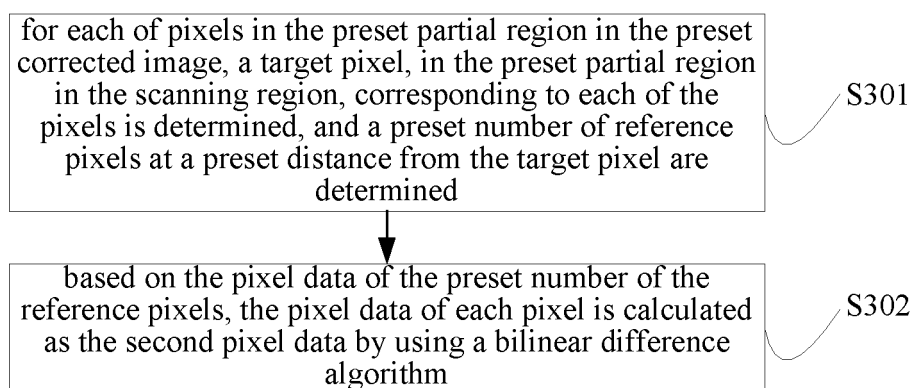 for each of pixels in the preset partial region in the preset
corrected image, a target pixel, in the preset partial region
in the scanning region, corresponding to each of the
pixels is determined, and a preset number of reference
pixels at a preset distance from the target pixel are
determined
S301
based on the pixel data of the preset number of the
reference pixels, the pixel data of each pixel is calculated
as the second pixel data by using a bilinear difference
algorithm
S302